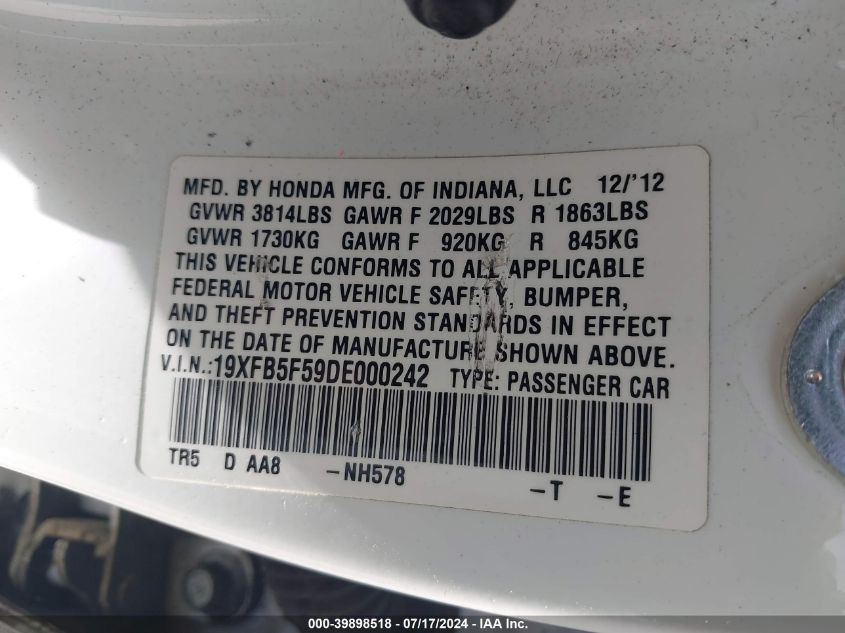 MFD. BY HONDA MFG. OF INDIANA, LLC 12/'12
GVWR 3814LBS GAWR F 2029LBS R 1863LBS
GVWR 1730KG GAWR F 920KG R 845KG
THIS VEHICLE CONFORMS TO ALL APPLICABLE
FEDERAL MOTOR VEHICLE SAFETY, BUMPER,
AND THEFT PREVENTION STANDARDS IN EFFECT
ON THE DATE OF MANUFACTURE SHOWN ABOVE.
V.I.N.:19XFB5F59DE000242 TYPE: PASSENGER CAR
TR5 D AA8 -NH578 -T -E
000-39898518 - 07/17/2024 - IAA Inc.